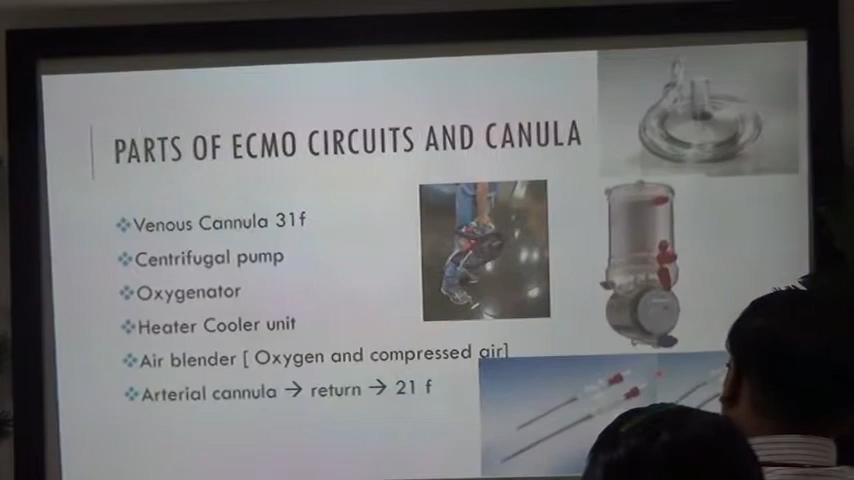 PARTS OF ECMO CIRCUITS AND CANULA
❖Venous Cannula 31f
❖Centrifugal pump
❖Oxygenator
❖Heater Cooler unit
❖Air blender [ Oxygen and compressed air]
❖Arterial cannula → return → 21 f